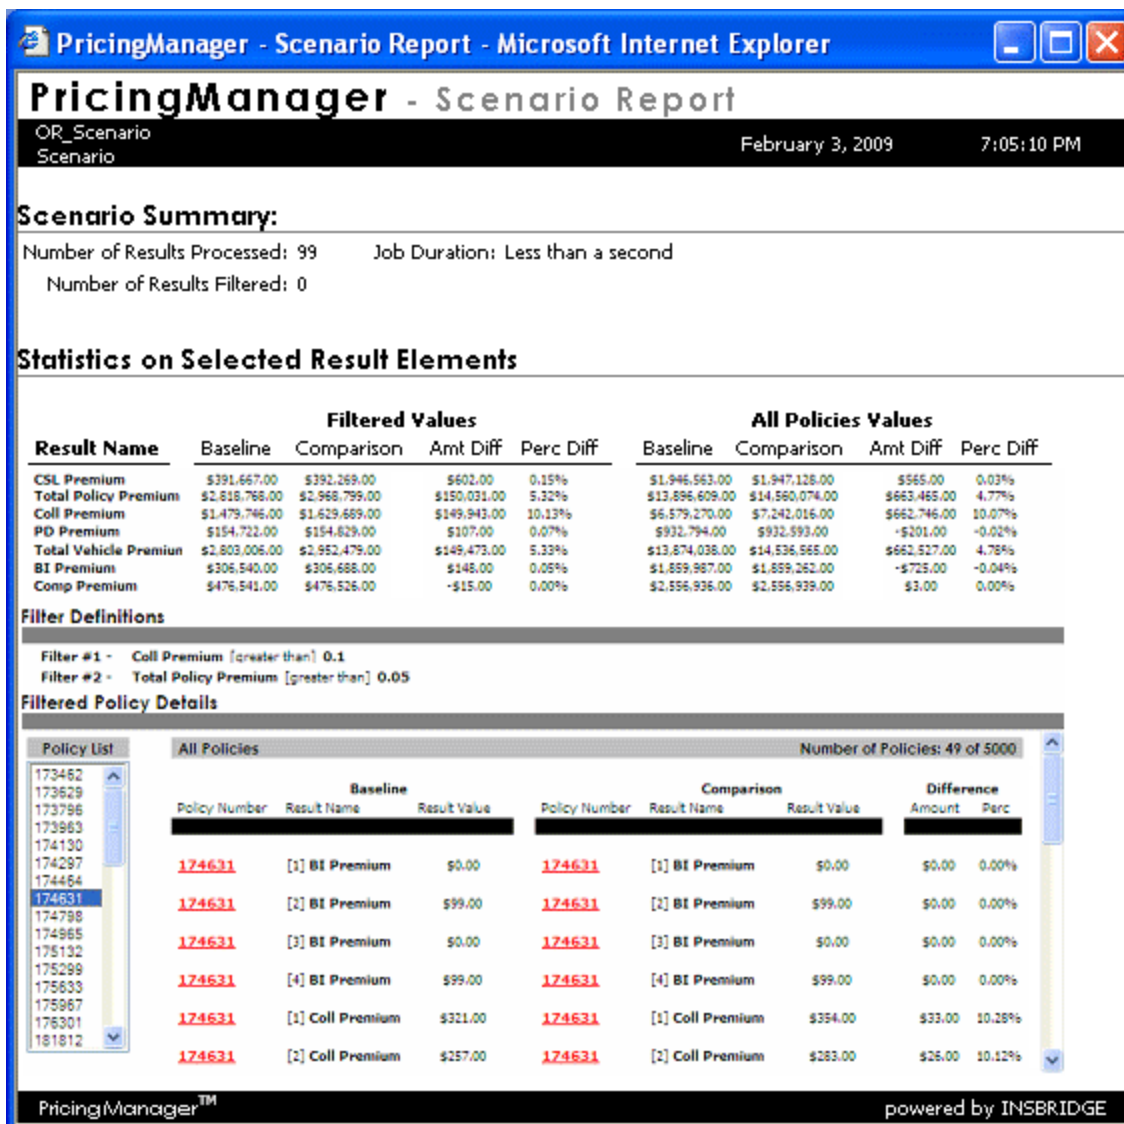 PricingManager - Scenario Report - Microsoft Internet Explorer
PricingManager - Scenario Report
OR_Scenario
Scenario
February 3, 2009 7:05:10 PM
Scenario Summary:
Number of Results Processed: 99 Job Duration: Less than a second
Number of Results Filtered: 0
Statistics on Selected Result Elements
Filtered Values All Policies Values
Result Name Baseline Comparison Amt Diff Perc Diff Baseline Comparison Amt Diff Perc Diff
CSL Premium $391,667.00 $392,269.00 $602.00 0.15% $1,946,563.00 $1,947,128.00 $565.00 0.03%
Total Policy Premium $2,818,768.00 $2,968,799.00 $150,031.00 5.32% $13,896,609.00 $14,560,074.00 $663,465.00 4.77%
Coll Premium $1,479,746.00 $1,629,689.00 $149,943.00 10.13% $6,579,270.00 $7,242,016.00 $662,746.00 10.07%
PD Premium $154,722.00 $154,829.00 $107.00 0.07% $932,794.00 $932,593.00 -$201.00 -0.02%
Total Vehicle Premiun $2,803,006.00 $2,952,479.00 $149,473.00 5.33% $13,874,038.00 $14,536,565.00 $662,527.00 4.78%
BI Premium $306,540.00 $306,688.00 $148.00 0.05% $1,859,987.00 $1,859,262.00 -$725.00 -0.04%
Comp Premium $476,541.00 $476,526.00 -$15.00 0.00% $2,556,936.00 $2,556,939.00 $3.00 0.00%
Filter Definitions
Filter #1 - Coll Premium [greater than] 0.1
Filter #2 - Total Policy Premium [greater than] 0.05
Filtered Policy Details
Policy List All Policies Number of Policies: 49 of 5000
173462
173629
173796
173963
174130
174297
174464
174631
174798
174965
175132
175299
175633
175967
176301
181812
Baseline Comparison Difference
Policy Number Result Name Result Value Policy Number Result Name Result Value Amount Perc
174631 [1] BI Premium $0.00 174631 [1] BI Premium $0.00 $0.00 0.00%
174631 [2] BI Premium $99.00 174631 [2] BI Premium $99.00 $0.00 0.00%
174631 [3] BI Premium $0.00 174631 [3] BI Premium $0.00 $0.00 0.00%
174631 [4] BI Premium $99.00 174631 [4] BI Premium $99.00 $0.00 0.00%
174631 [1] Coll Premium $321.00 174631 [1] Coll Premium $354.00 $33.00 10.28%
174631 [2] Coll Premium $257.00 174631 [2] Coll Premium $283.00 $26.00 10.12%
PricingManager™ powered by INSBRIDGE